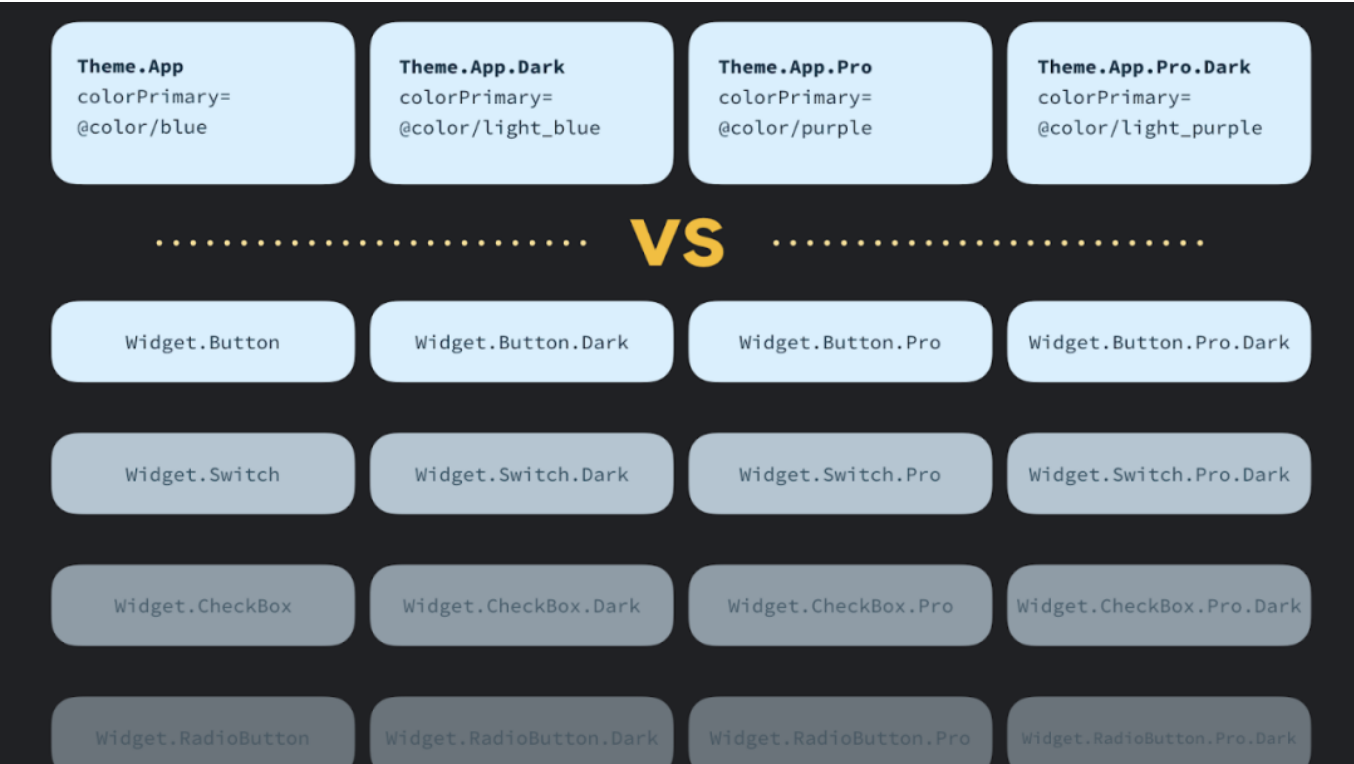 Theme.App
colorPrimary=
@color/blue
Theme.App.Dark
colorPrimary=
@color/light_blue
Theme.App.Pro
colorPrimary=
@color/purple
Theme.App.Pro.Dark
colorPrimary=
@color/light_purple
VS
Widget.Button
Widget.Button.Dark
Widget.Button.Pro
Widget.Button.Pro.Dark
Widget.Switch
Widget.Switch.Dark
Widget.Switch.Pro
Widget.Switch.Pro.Dark
Widget.CheckBox
Widget.CheckBox.Dark
Widget.CheckBox.Pro
Widget.CheckBox.Pro.Dark
Widget.RadioButton
Widget.RadioButton.Dark
Widget.RadioButton.Pro
Widget.RadioButton.Pro.Dark